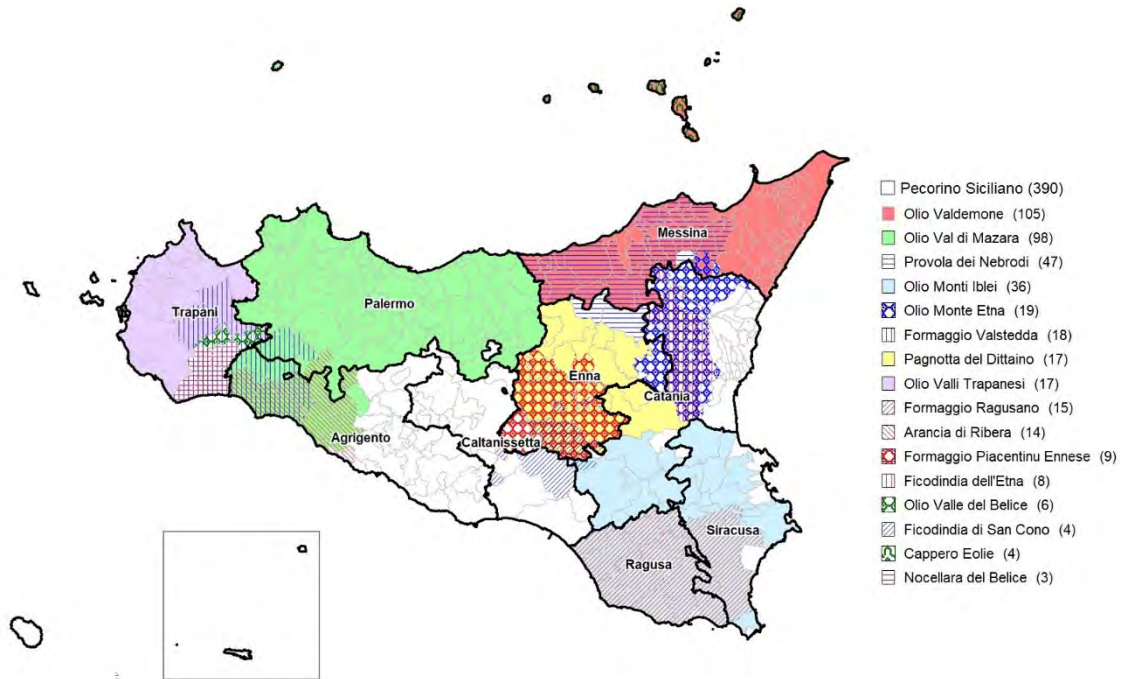 Messina
Trapani
Palermo
Enna
Catania
Agrigento
Caltanissetta
Siracusa
Ragusa
Pecorino Siciliano (390)
Olio Valdemone (105)
Olio Val di Mazara (98)
Provola dei Nebrodi (47)
Olio Monti Iblei (36)
Olio Monte Etna (19)
Formaggio Valstedda (18)
Pagnotta del Dittaino (17)
Olio Valli Trapanesi (17)
Formaggio Ragusano (15)
Arancia di Ribera (14)
Formaggio Piacentinu Ennese (9)
Ficodindia dell'Etna (8)
Olio Valle del Belice (6)
Ficodindia di San Cono (4)
Cappero Eolie (4)
Nocellara del Belice (3)